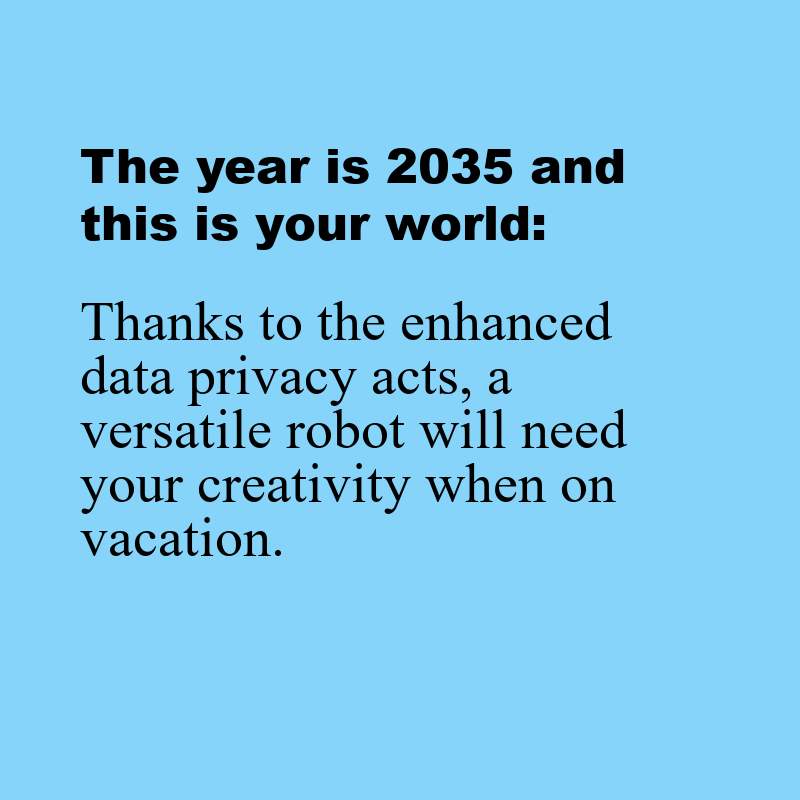 The year is 2035 and
this is your world:
Thanks to the enhanced
data privacy acts, a
versatile robot will need
your creativity when on
vacation.